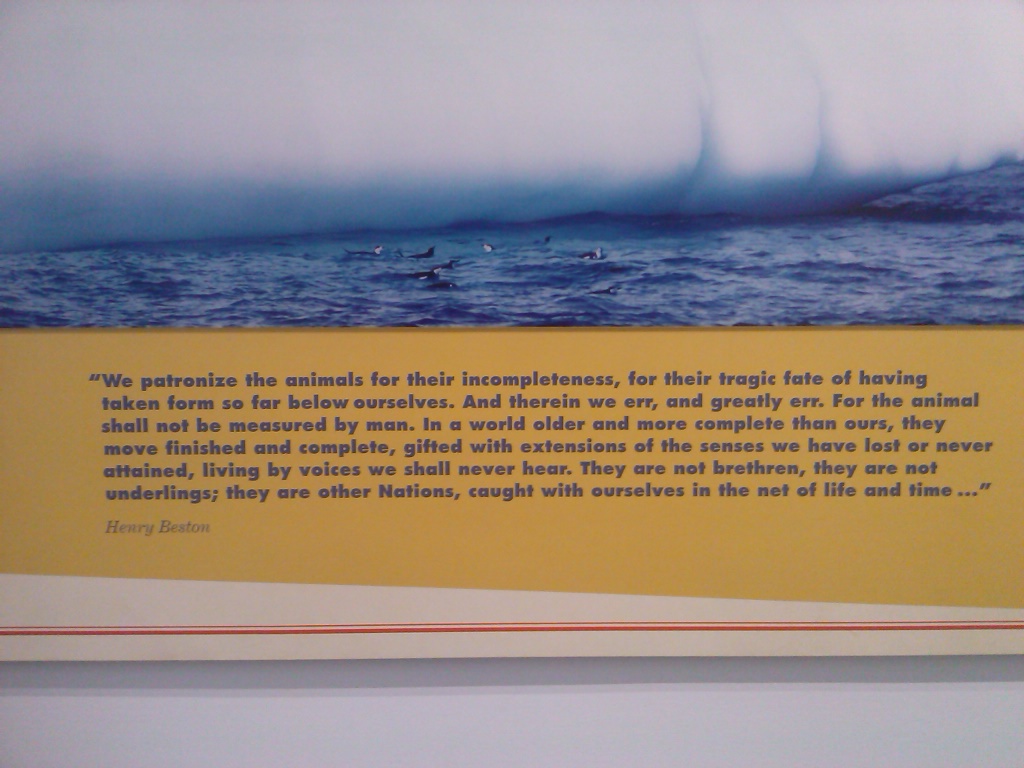 “We patronize the animals for their incompleteness, for their tragic fate of having
taken form so far below ourselves. And therein we err, and greatly err. For the animal
shall not be measured by man. In a world older and more complete than ours, they
move finished and complete, gifted with extensions of the senses we have lost or never
attained, living by voices we shall never hear. They are not brethren, they are not
underlings; they are other Nations, caught with ourselves in the net of life and time ...”
Henry Beston